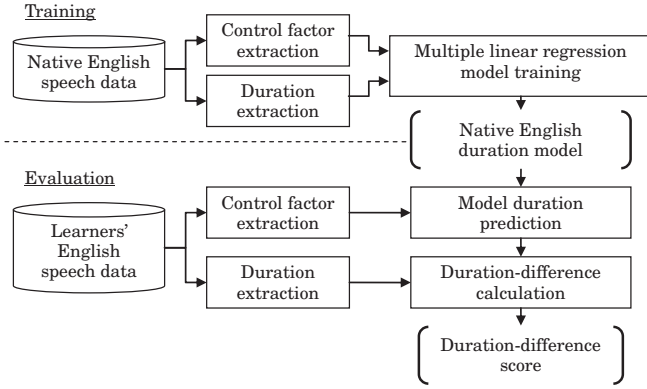 Training
Native English
speech data
Control factor
extraction
Duration
extraction
Multiple linear regression
model training
Native English
duration model
Evaluation
Learners'
English
speech data
Control factor
extraction
Duration
extraction
Model duration
prediction
Duration-difference
calculation
Duration-difference
score